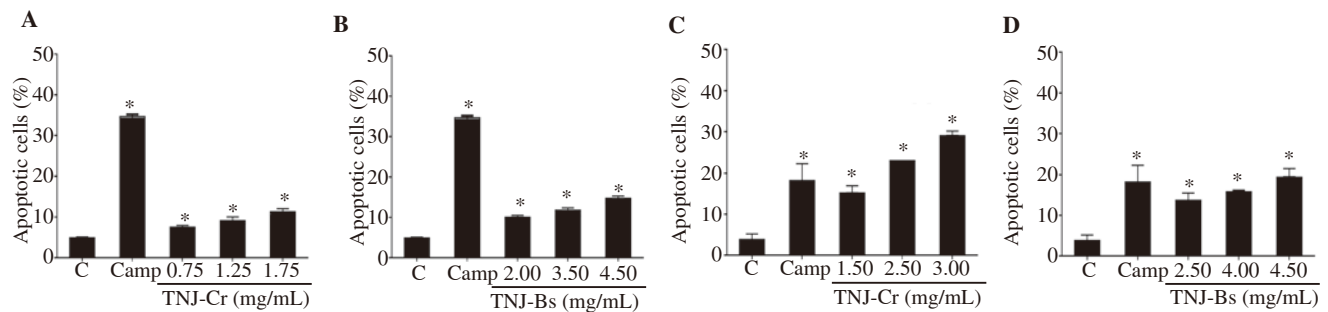 A
Apoptotic cells (%)
50
40
30
20
10
0
*
*
*
*
C Camp 0.75 1.25 1.75
TNJ-Cr (mg/mL)
B
Apoptotic cells (%)
50
40
30
20
10
0
*
*
*
*
C Camp 2.00 3.50 4.50
TNJ-Bs (mg/mL)
C
Apoptotic cells (%)
50
40
30
20
10
0
*
*
*
*
C Camp 1.50 2.50 3.00
TNJ-Cr (mg/mL)
D
Apoptotic cells (%)
50
40
30
20
10
0
*
*
*
*
C Camp 2.50 4.00 4.50
TNJ-Bs (mg/mL)